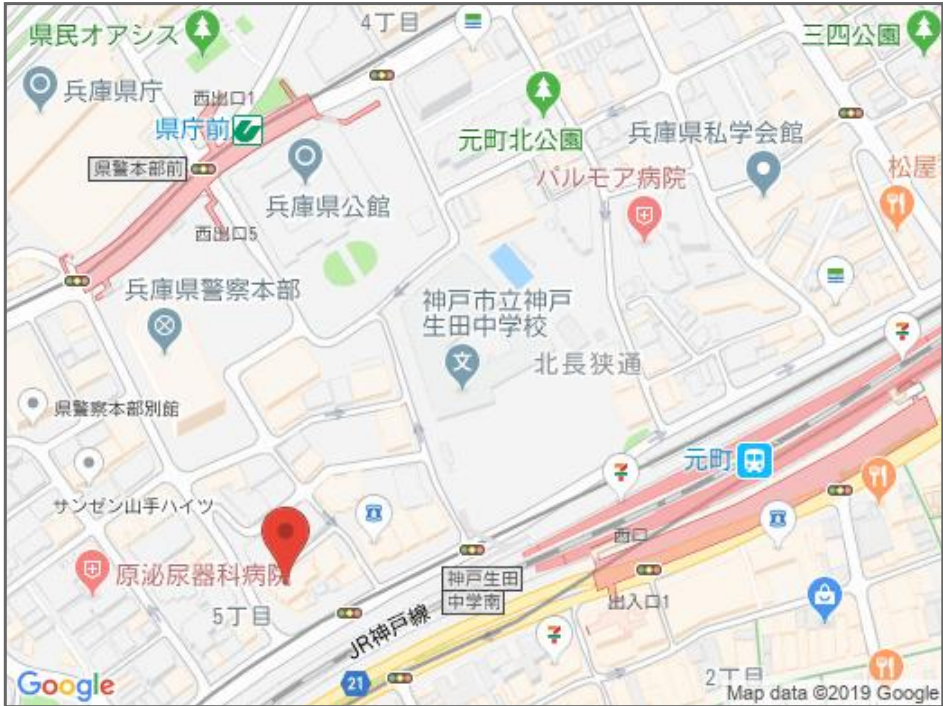 4丁目
県民オアシス
三四公園
兵庫県庁
西出口1
県庁前
元町北公園
兵庫県私学会館
県警本部前
パルモア病院
松屋
兵庫県公館
西出口5
兵庫県警察本部
神戸市立神戸
生田中学校
文
北長狭通
県警察本部別館
元町
サンゼン山手ハイツ
西口
原泌尿器科病院
神戸生田
中学南
出入口1
5丁目
JR神戸線
7
7
7
21
2丁目
Google
Map data ©2019 Google